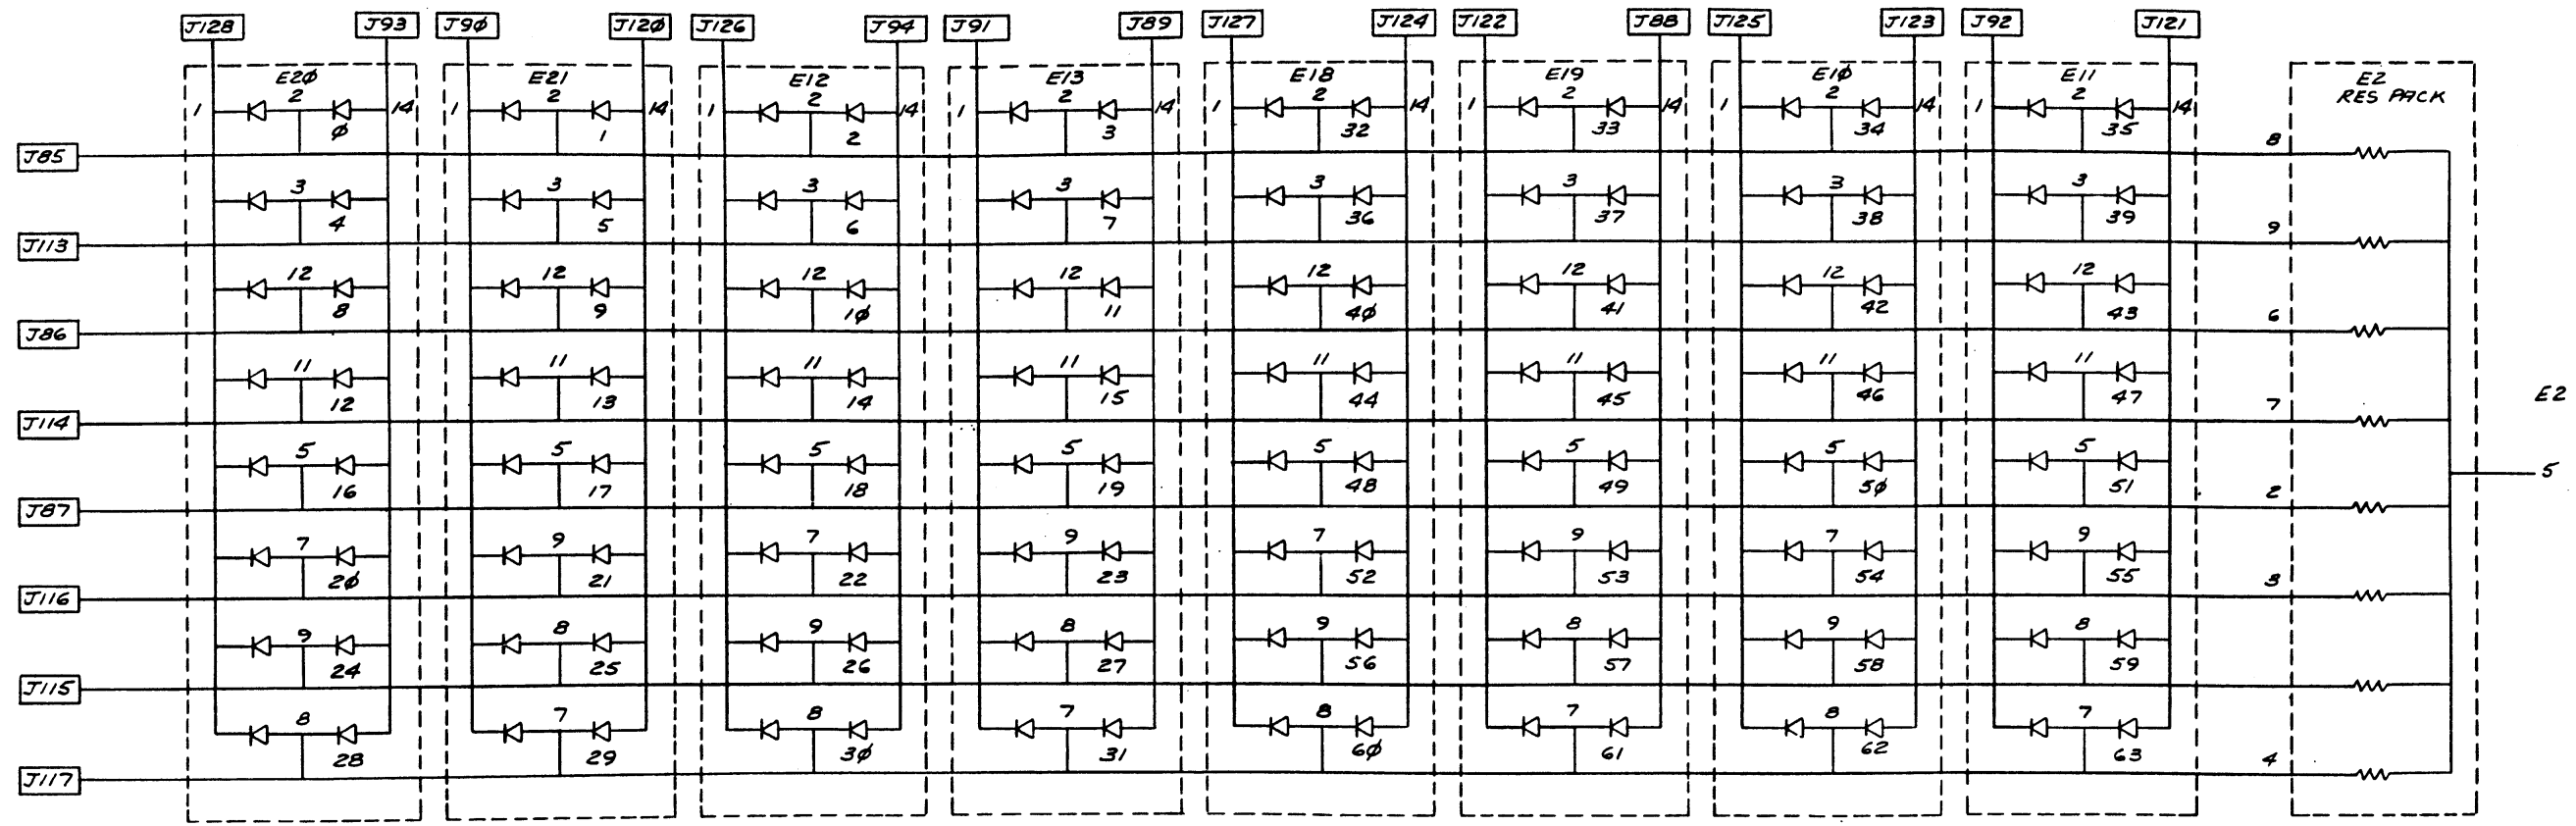 J128 J93 J9Ø J12Ø J126 J94 J91 J89 J127 J124 J122 J88 J125 J123 J92 J121
E2Ø E21 E12 E13 E18 E19 E1Ø E11 E2
RES PACK
1 2 14 1 2 14 1 2 14 1 2 14 1 2 14 1 2 14 1 2 14 1 2 14
Ø 1 2 3 32 33 34 35 8
J85
3 3 3 3 3 3 3 3
4 5 6 7 36 37 38 39 9
J113
12 12 12 12 12 12 12 12
8 9 1Ø 11 4Ø 41 42 43 6
J86
11 11 11 11 11 11 11 11
12 13 14 15 44 45 46 47 7 E2
J114
5 5 5 5 5 5 5 5 5
16 17 18 19 48 49 5Ø 51 2
J87
7 9 7 9 7 9 7 9
2Ø 21 22 23 52 53 54 55 3
J116
9 8 9 8 9 8 9 8
24 25 26 27 56 57 58 59
J115
8 7 8 7 8 7 8 7
28 29 3Ø 31 6Ø 61 62 63 4
J117